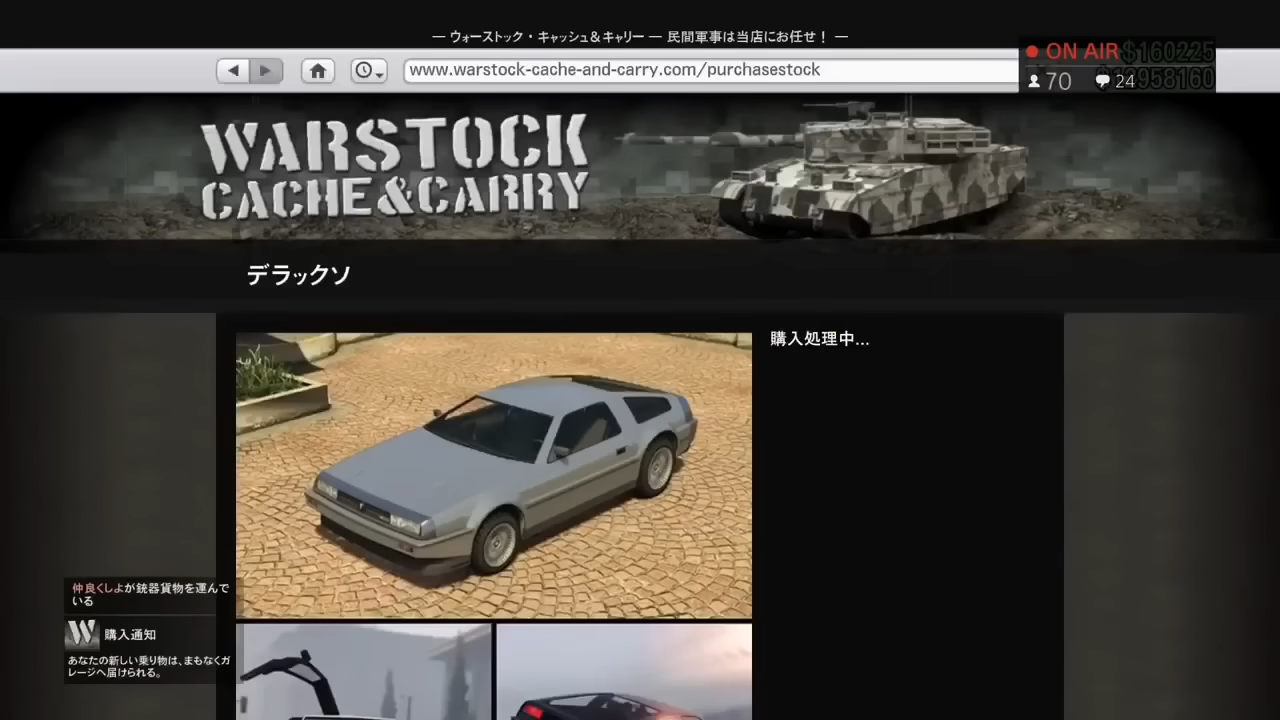 ― ウォーストック・キャッシュ＆キャリー ― 民間軍事は当店にお任せ！ ―
www.warstock-cache-and-carry.com/purchasestock
ON AIR
$160225
70
24
WARSTOCK
CACHE&CARRY
デラックソ
購入処理中...
仲良くしよが銃器貨物を運んで
いる
W
購入通知
あなたの新しい乗り物は、まもなくガ
レージへ届けられる。